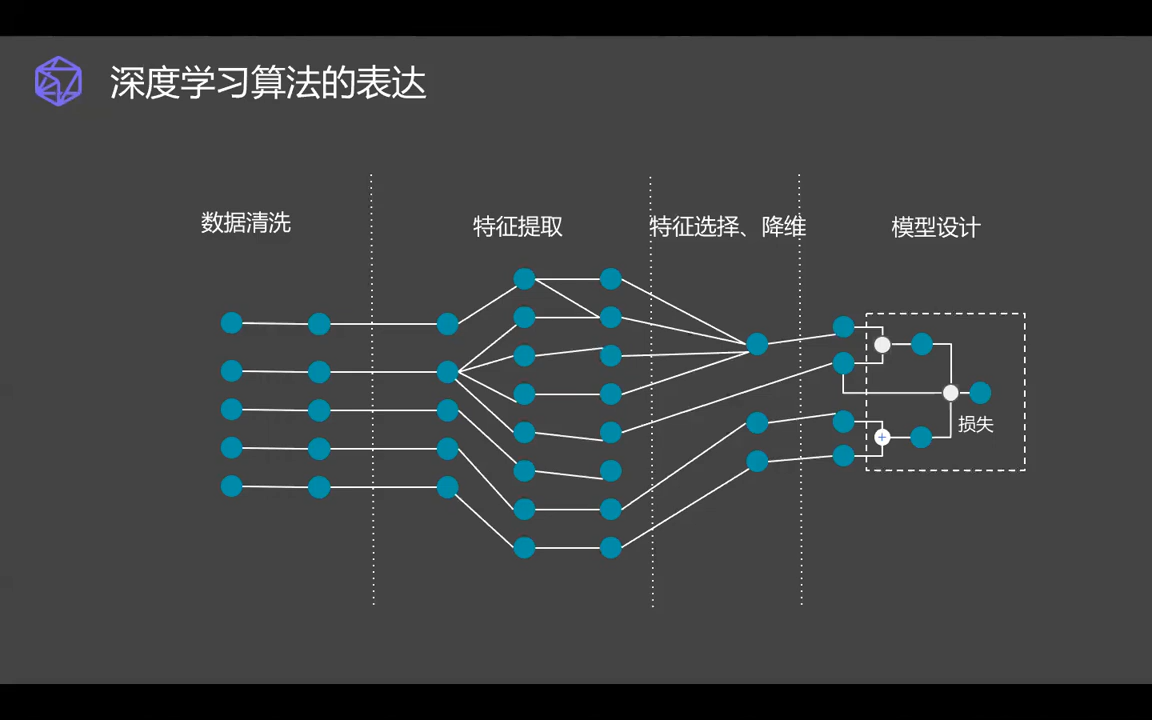 深度学习算法的表达
数据清洗
特征提取
特征选择、降维
模型设计
+
损失